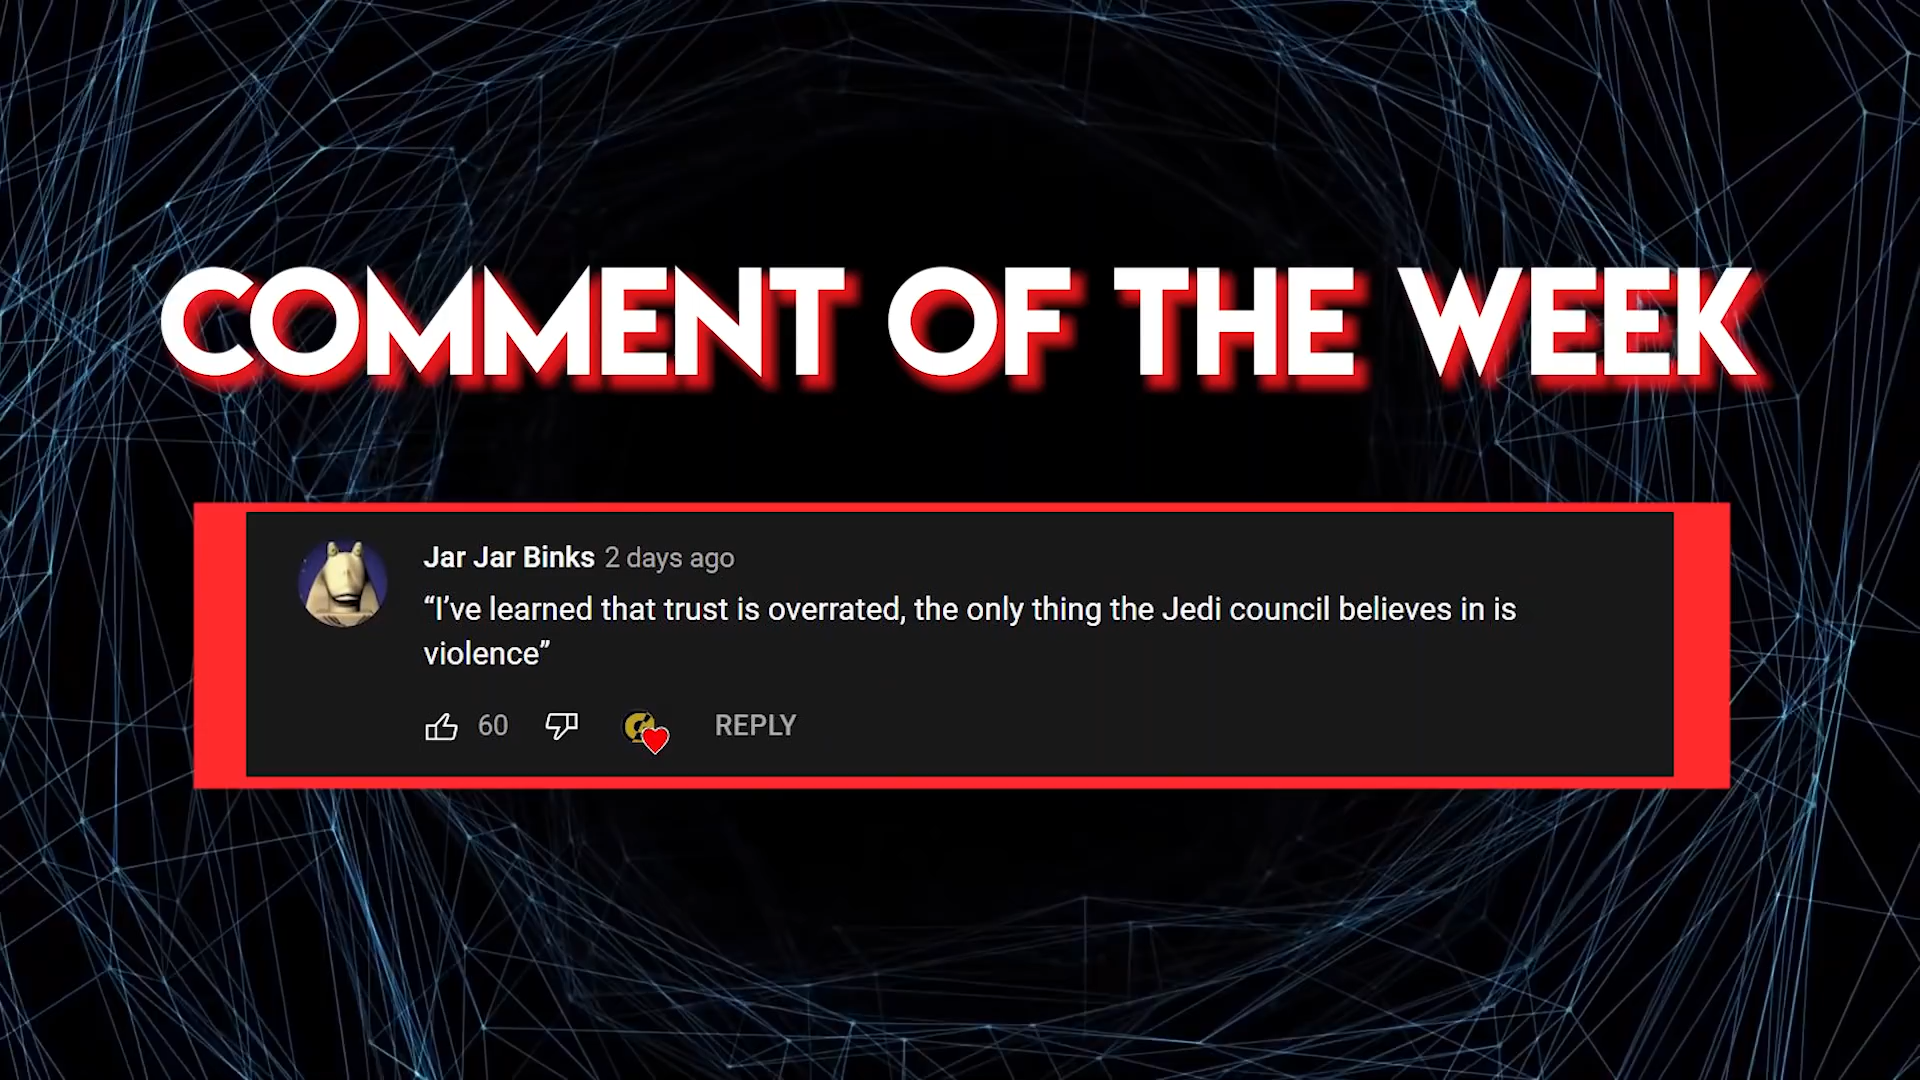 COMMENT OF THE WEEK
Jar Jar Binks 2 days ago
“I’ve learned that trust is overrated, the only thing the Jedi council believes in is
violence”
60 REPLY